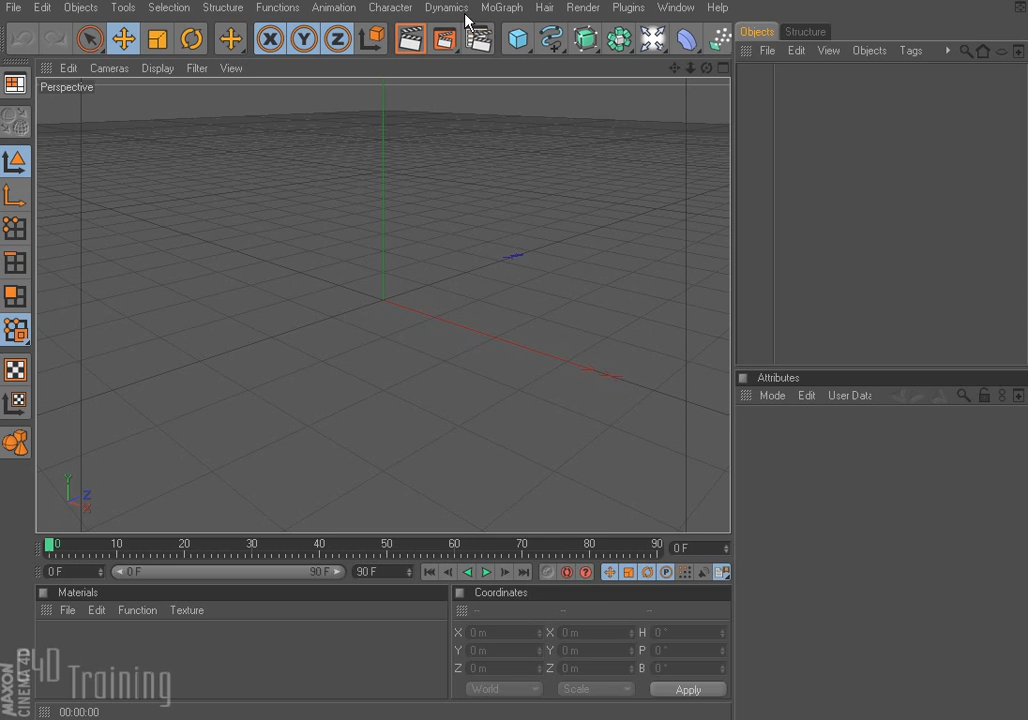 File Edit Objects Tools Selection Structure Functions Animation Character Dynamics MoGraph Hair Render Plugins Window Help
Objects Structure
File Edit View Objects Tags
Edit Cameras Display Filter View
Perspective
X Y Z
Y
Z
X
Attributes
Mode Edit User Data
0 10 20 30 40 50 60 70 80 90 0 F
0 F 0 F 90 F 90 F
Materials
File Edit Function Texture
Coordinates
-- -- --
X 0 m X 0 m H 0 °
Y 0 m Y 0 m P 0 °
Z 0 m Z 0 m B 0 °
World Scale Apply
MAXON
CINEMA 4D
C4D Training
00:00:00